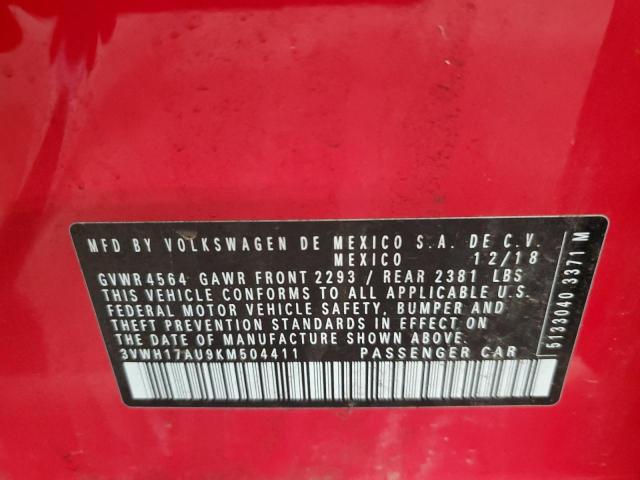 MFD BY VOLKSWAGEN DE MEXICO S.A. DE C.V.
MEXICO 12/18
GVWR 4564 GAWR FRONT 2293 / REAR 2381 LBS
THIS VEHICLE CONFORMS TO ALL APPLICABLE U.S.
FEDERAL MOTOR VEHICLE SAFETY, BUMPER AND
THEFT PREVENTION STANDARDS IN EFFECT ON
THE DATE OF MANUFACTURE SHOWN ABOVE.
3VWH17AU9KM504411 PASSENGER CAR
5133040 3371 M